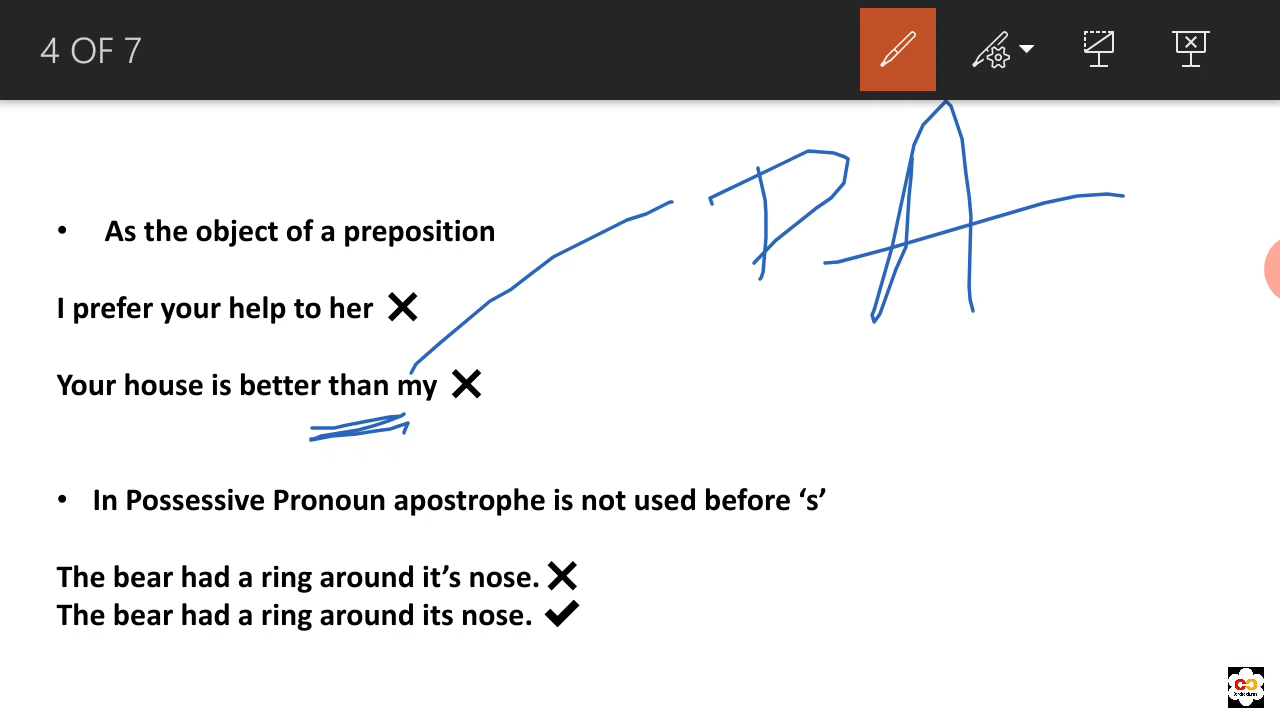 4 OF 7
PA
• As the object of a preposition
I prefer your help to her ❌
Your house is better than my ❌
• In Possessive Pronoun apostrophe is not used before ‘s’
The bear had a ring around it’s nose. ❌
The bear had a ring around its nose. ✔